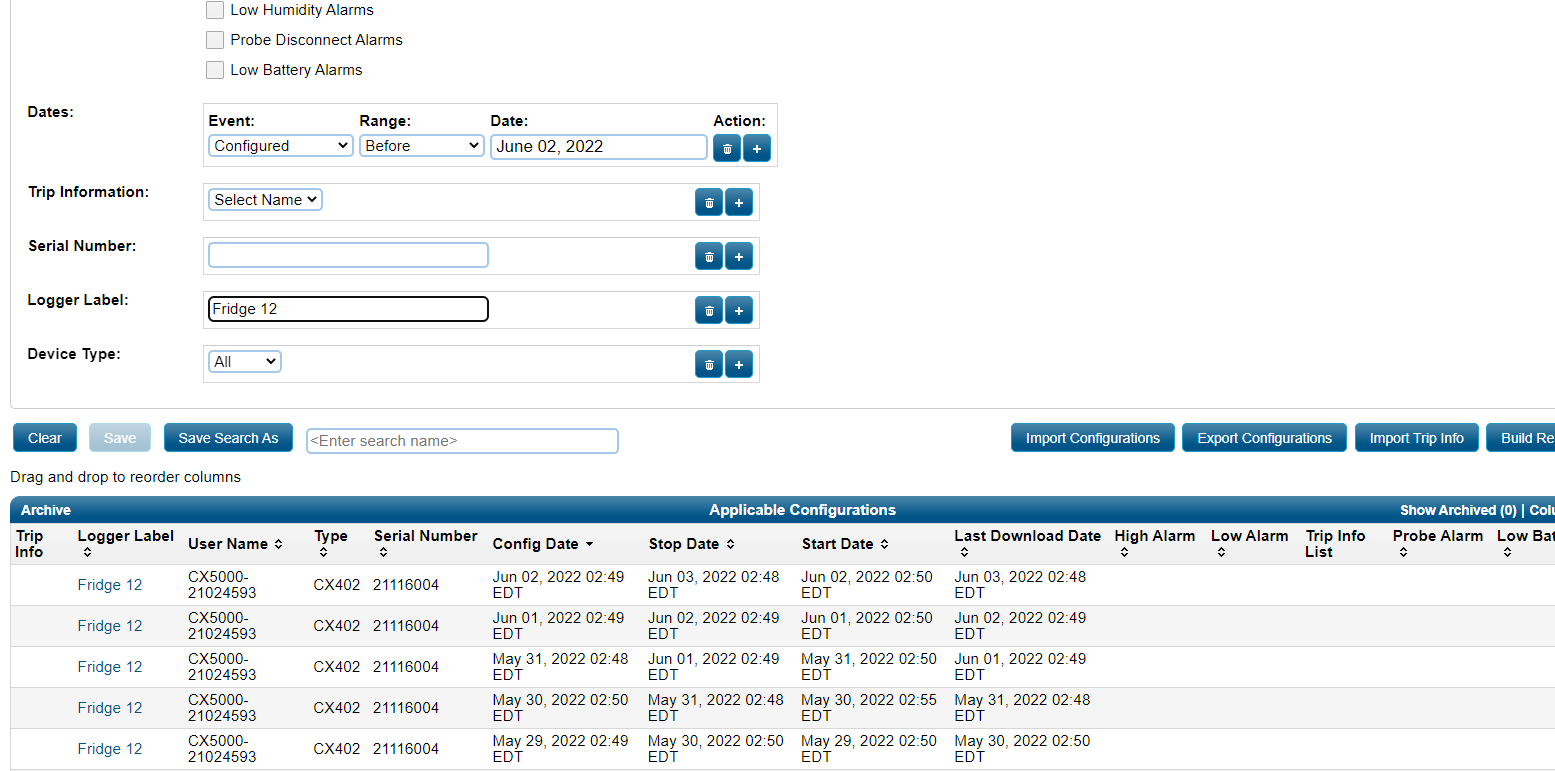 Low Humidity Alarms
Probe Disconnect Alarms
Low Battery Alarms
Dates:
Event: Range: Date: Action:
Configured Before June 02, 2022
Trip Information: Select Name
Serial Number:
Logger Label: Fridge 12
Device Type: All
Clear Save Save Search As <Enter search name> Import Configurations Export Configurations Import Trip Info Build Re
Drag and drop to reorder columns
Archive Applicable Configurations Show Archived (0) | Colu
Trip Info Logger Label User Name Type Serial Number Config Date Stop Date Start Date Last Download Date High Alarm Low Alarm Trip Info List Probe Alarm Low Bat
Fridge 12 CX5000-21024593 CX402 21116004 Jun 02, 2022 02:49 EDT Jun 03, 2022 02:48 EDT Jun 02, 2022 02:50 EDT Jun 03, 2022 02:48 EDT
Fridge 12 CX5000-21024593 CX402 21116004 Jun 01, 2022 02:49 EDT Jun 02, 2022 02:49 EDT Jun 01, 2022 02:50 EDT Jun 02, 2022 02:49 EDT
Fridge 12 CX5000-21024593 CX402 21116004 May 31, 2022 02:48 EDT Jun 01, 2022 02:49 EDT May 31, 2022 02:50 EDT Jun 01, 2022 02:49 EDT
Fridge 12 CX5000-21024593 CX402 21116004 May 30, 2022 02:50 EDT May 31, 2022 02:48 EDT May 30, 2022 02:55 EDT May 31, 2022 02:48 EDT
Fridge 12 CX5000-21024593 CX402 21116004 May 29, 2022 02:49 EDT May 30, 2022 02:50 EDT May 29, 2022 02:50 EDT May 30, 2022 02:50 EDT